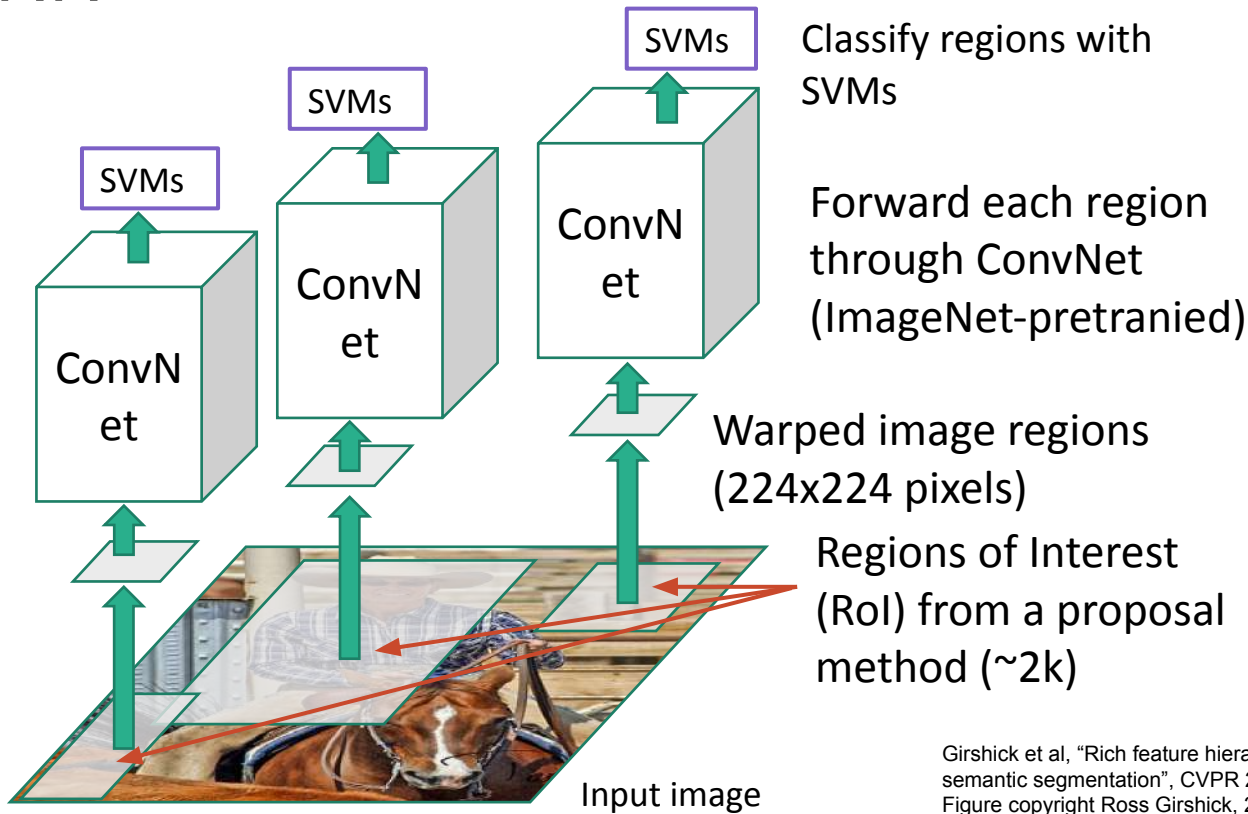 SVMs
Classify regions with
SVMs
SVMs
SVMs
Forward each region
through ConvNet
(ImageNet-pretranied)
ConvN
et
ConvN
et
ConvN
et
Warped image regions
(224x224 pixels)
Regions of Interest
(RoI) from a proposal
method (~2k)
Input image
Girshick et al, “Rich feature hiera
semantic segmentation”, CVPR 2
Figure copyright Ross Girshick, 2